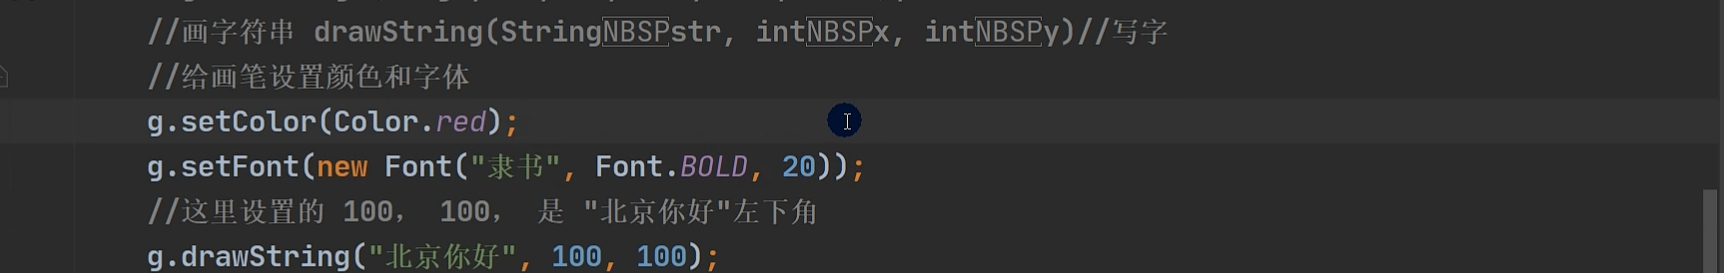 //画字符串 drawString(StringNBSPstr, intNBSPx, intNBSPy)//写字
//给画笔设置颜色和字体
g.setColor(Color.red);
g.setFont(new Font("隶书", Font.BOLD, 20));
//这里设置的 100， 100， 是 "北京你好"左下角
g.drawString("北京你好", 100, 100);